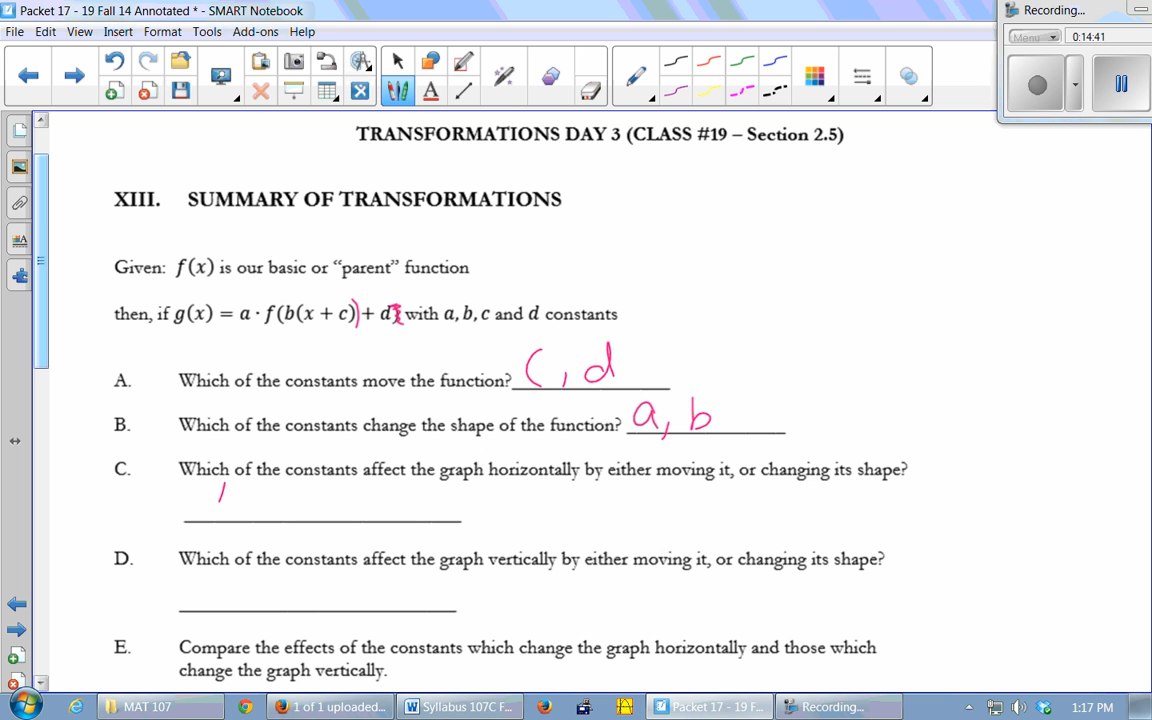 Packet 17 - 19 Fall 14 Annotated * - SMART Notebook
Recording...
File Edit View Insert Format Tools Add-ons Help
Menu
0:14:41
TRANSFORMATIONS DAY 3 (CLASS #19 – Section 2.5)
XIII. SUMMARY OF TRANSFORMATIONS
Given: f(x) is our basic or “parent” function
then, if g(x) = a · f(b(x + c)) + d with a, b, c and d constants
A. Which of the constants move the function? c, d
B. Which of the constants change the shape of the function? a, b
C. Which of the constants affect the graph horizontally by either moving it, or changing its shape?
D. Which of the constants affect the graph vertically by either moving it, or changing its shape?
E. Compare the effects of the constants which change the graph horizontally and those which
change the graph vertically.
MAT 107
1 of 1 uploaded...
Syllabus 107C F...
Packet 17 - 19 F...
Recording...
1:17 PM